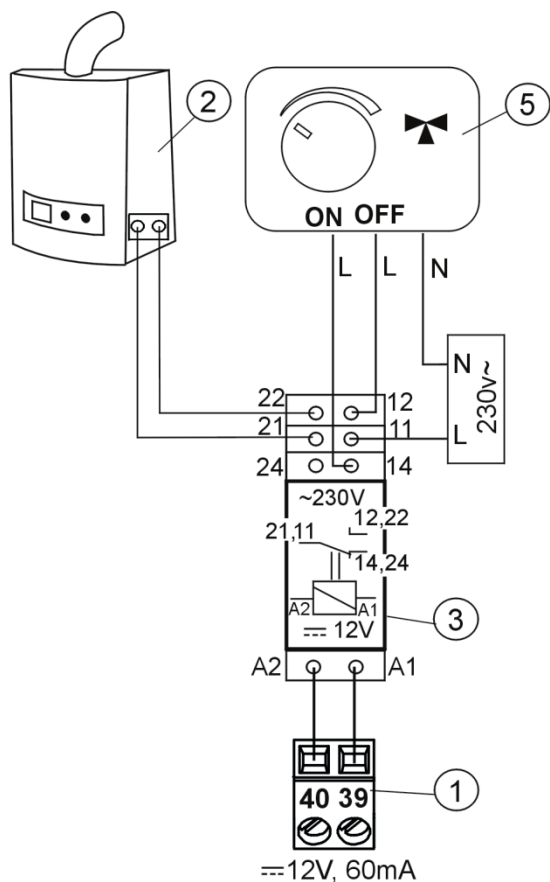 2
5
ON OFF
L L N
N
L
230v~
22 12
21 11
24 14
~230V
12,22
21,11
14,24
A2 A1
⎓ 12V
3
A2 A1
40 39
1
⎓12V, 60mA